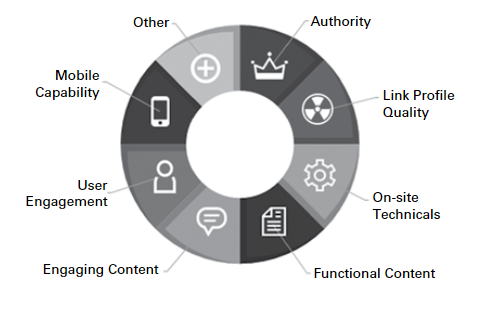 Other
Authority
Mobile
Capability
Link Profile
Quality
User
Engagement
On-site
Technicals
Engaging Content
Functional Content